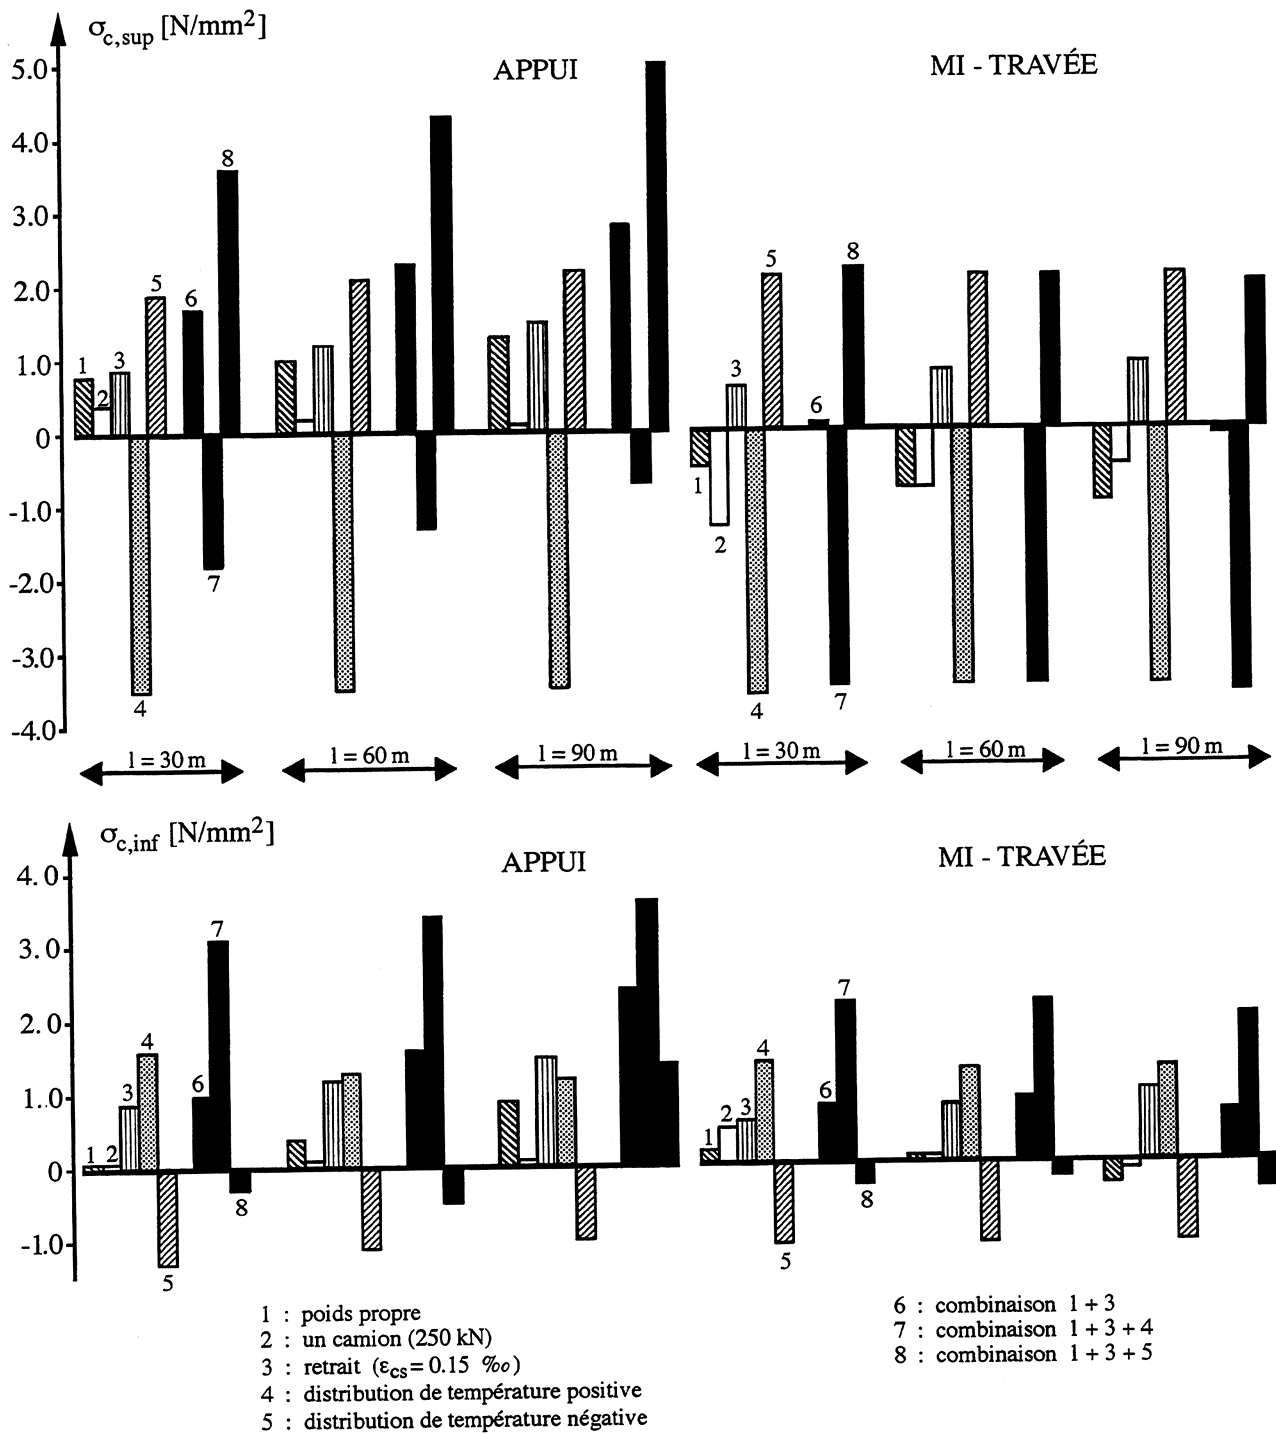 σc,sup [N/mm²]
APPUI
MI - TRAVÉE
5.0
4.0
3.0
2.0
1.0
0
-1.0
-2.0
-3.0
-4.0
1
2
3
4
5
6
7
8
1
2
3
4
5
6
7
8
l = 30 m
l = 60 m
l = 90 m
l = 30 m
l = 60 m
l = 90 m
σc,inf [N/mm²]
APPUI
MI - TRAVÉE
4.0
3.0
2.0
1.0
0
-1.0
1
2
3
4
5
6
7
8
1
2
3
4
5
6
7
8
1 : poids propre
2 : un camion (250 kN)
3 : retrait (εcs = 0.15 ‰)
4 : distribution de température positive
5 : distribution de température négative
6 : combinaison 1 + 3
7 : combinaison 1 + 3 + 4
8 : combinaison 1 + 3 + 5